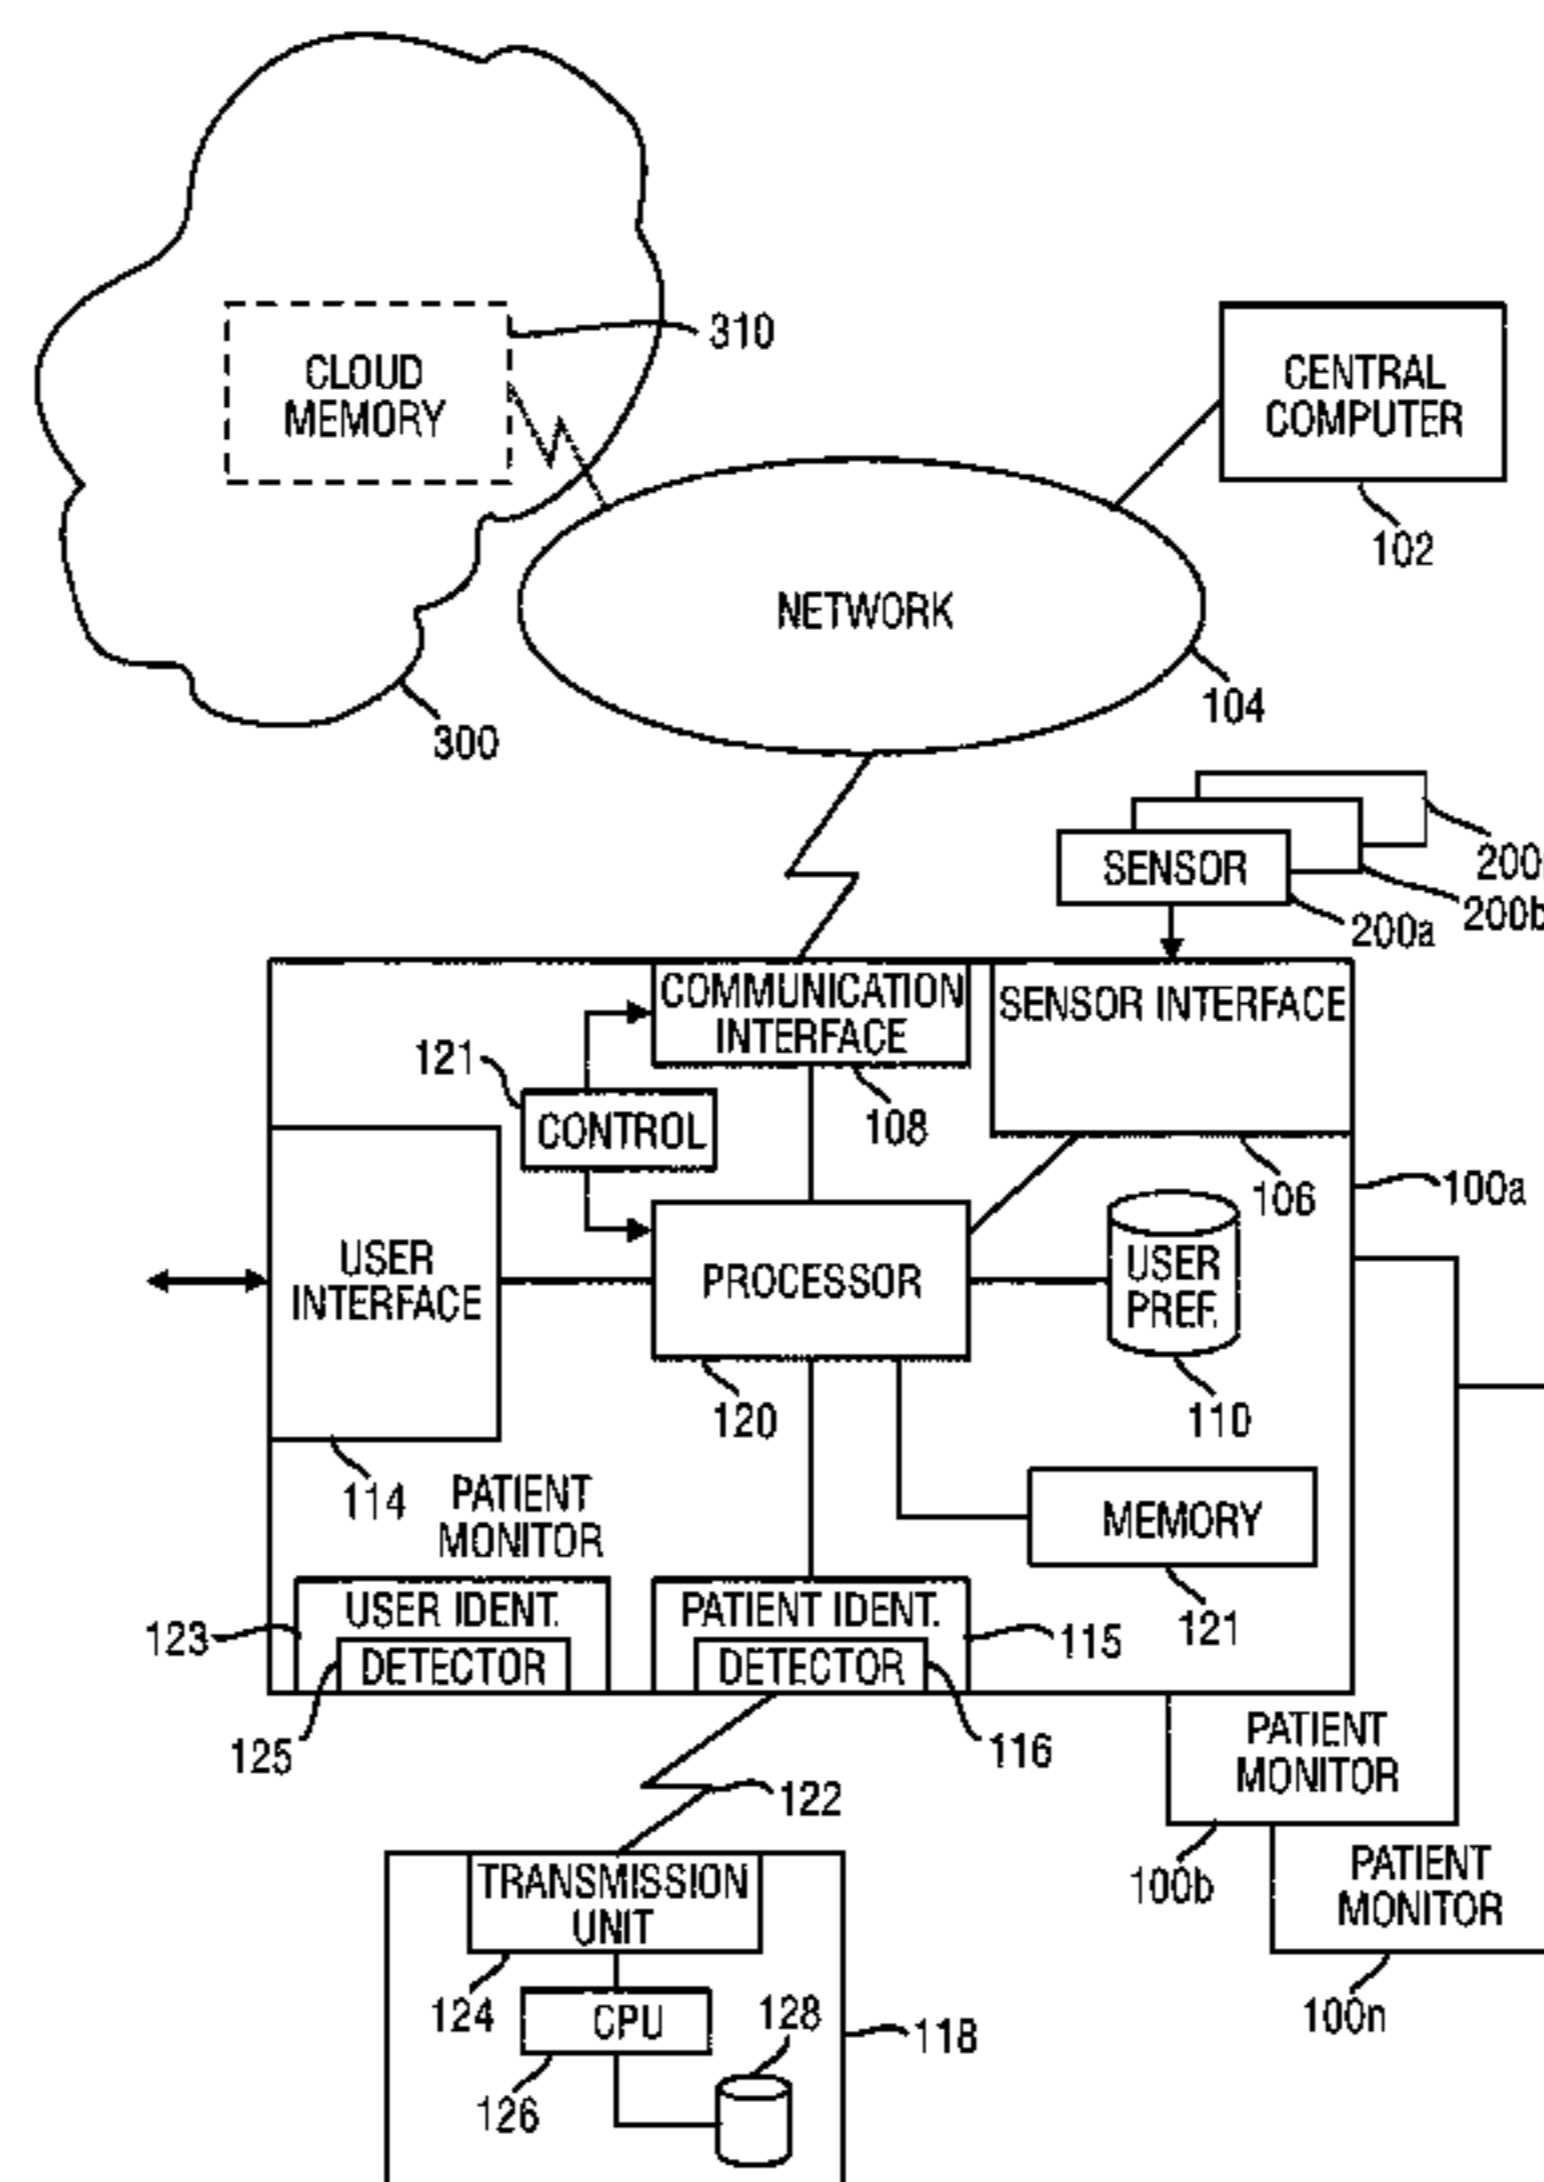 310
CLOUD
MEMORY
CENTRAL
COMPUTER
102
NETWORK
104
300
SENSOR
200
200b
200a
COMMUNICATION
INTERFACE
SENSOR INTERFACE
121
CONTROL
108
106
100a
USER
INTERFACE
PROCESSOR
USER
PREF.
120
110
114
PATIENT
MONITOR
MEMORY
121
123
USER IDENT.
DETECTOR
PATIENT IDENT.
DETECTOR
115
125
116
PATIENT
MONITOR
122
100b
PATIENT
MONITOR
100n
TRANSMISSION
UNIT
124
CPU
128
118
126